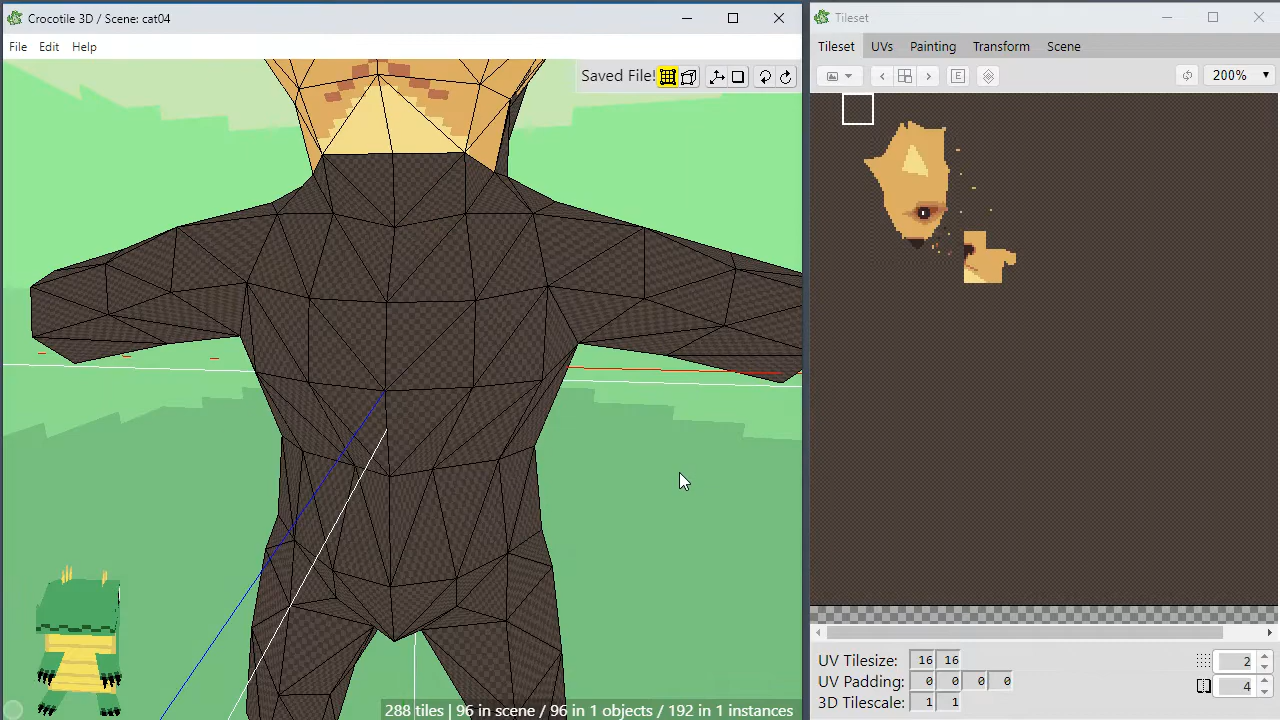 Crocotile 3D / Scene: cat04
File Edit Help
Saved File!
288 tiles | 96 in scene / 96 in 1 objects / 192 in 1 instances
Tileset
Tileset UVs Painting Transform Scene
E 200%
UV Tilesize: 16 16
2
UV Padding: 0 0 0 0
4
3D Tilescale: 1 1